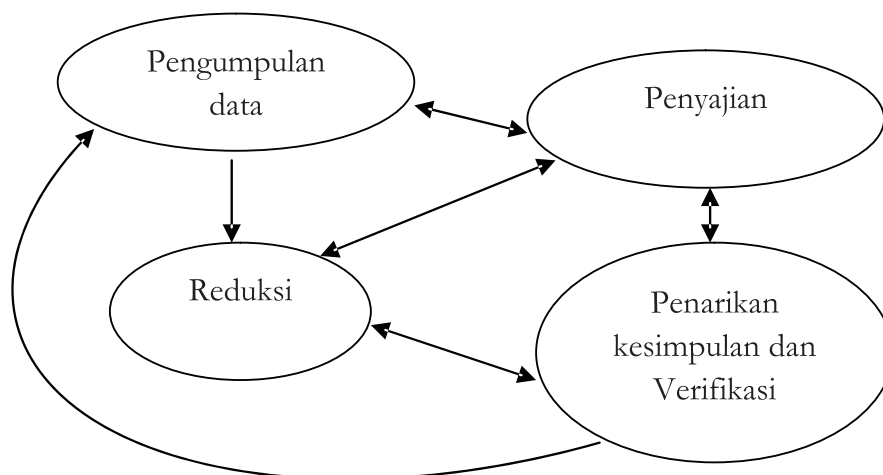 Pengumpulan
data
Penyajian
Reduksi
Penarikan
kesimpulan dan
Verifikasi